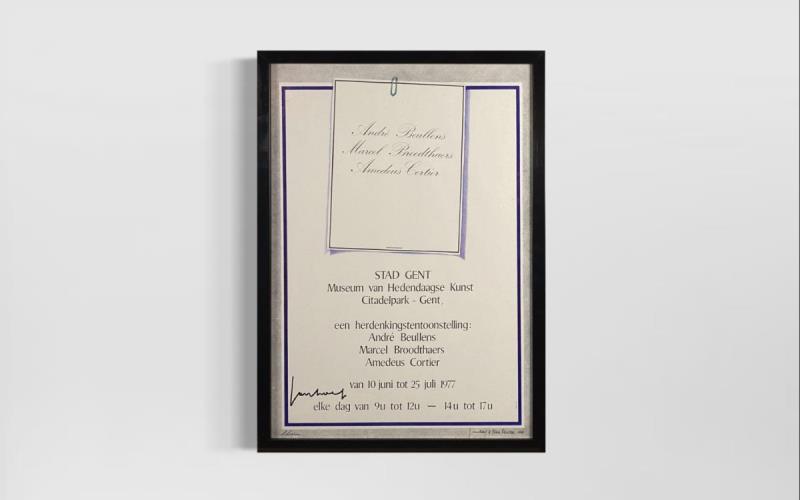 André Beullens
Marcel Broodthaers
Amedeus Cortier
STAD GENT
Museum van Hedendaagse Kunst
Citadelpark - Gent,
een herdenkingstentoonstelling:
André Beullens
Marcel Broodthaers
Amedeus Cortier
van 10 juni tot 25 juli 1977
elke dag van 9u tot 12u — 14u tot 17u